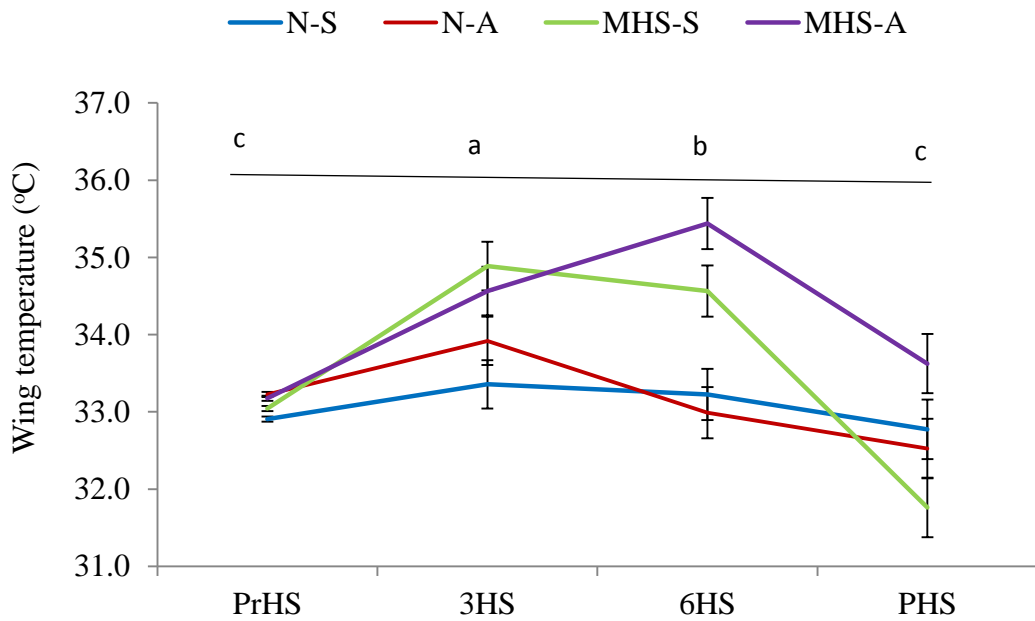 N-S N-A MHS-S MHS-A
37.0
36.0
35.0
34.0
33.0
32.0
31.0
Wing temperature (°C)
c a b c
PrHS 3HS 6HS PHS